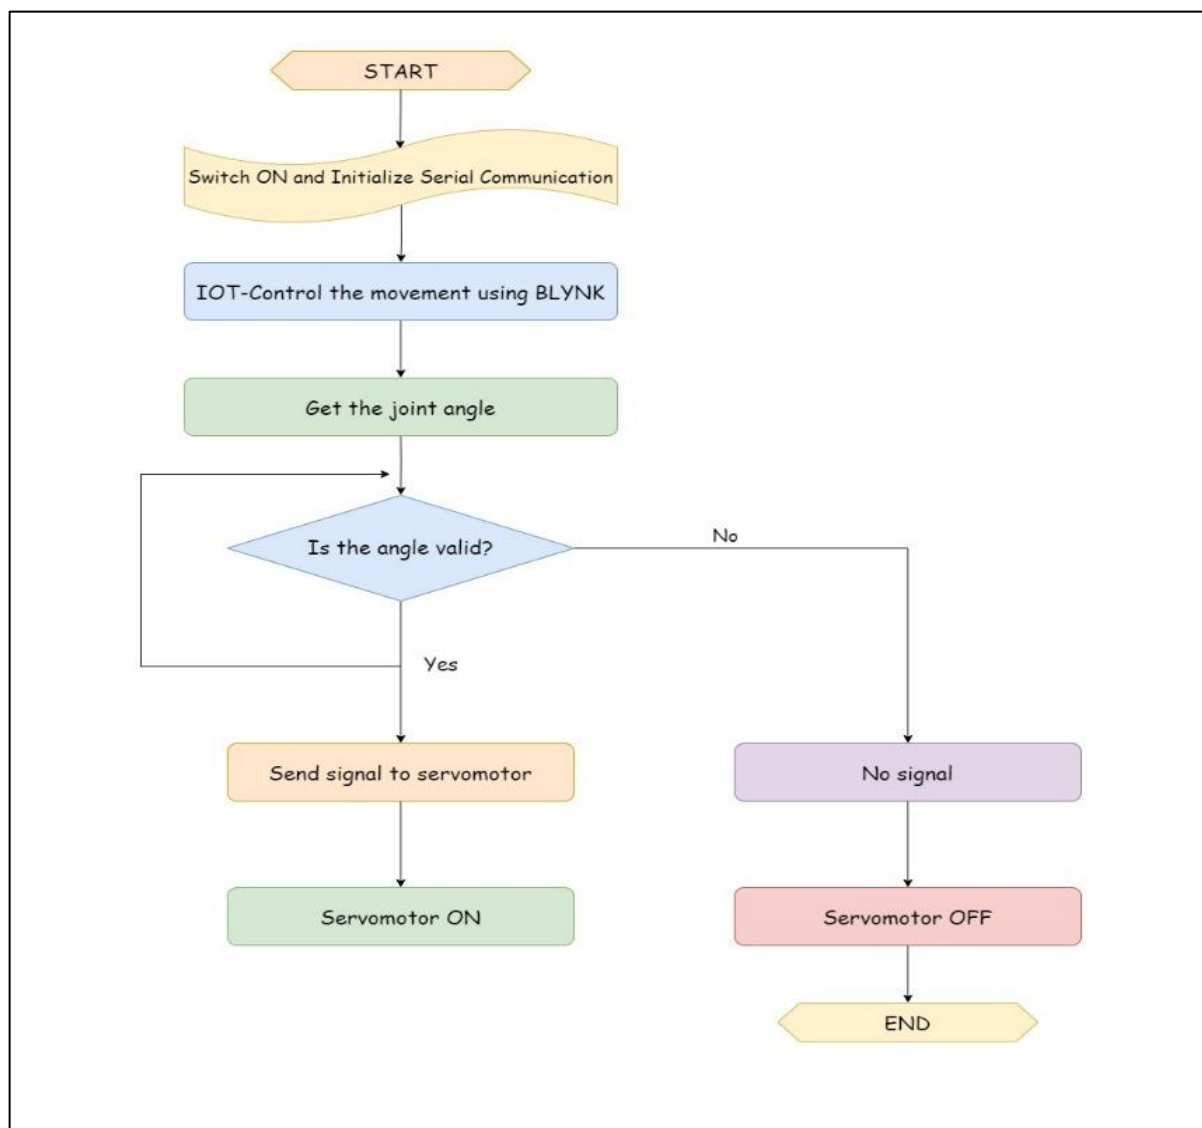 START
Switch ON and Initialize Serial Communication
IOT-Control the movement using BLYNK
Get the joint angle
Is the angle valid?
No
Yes
Send signal to servomotor
No signal
Servomotor ON
Servomotor OFF
END